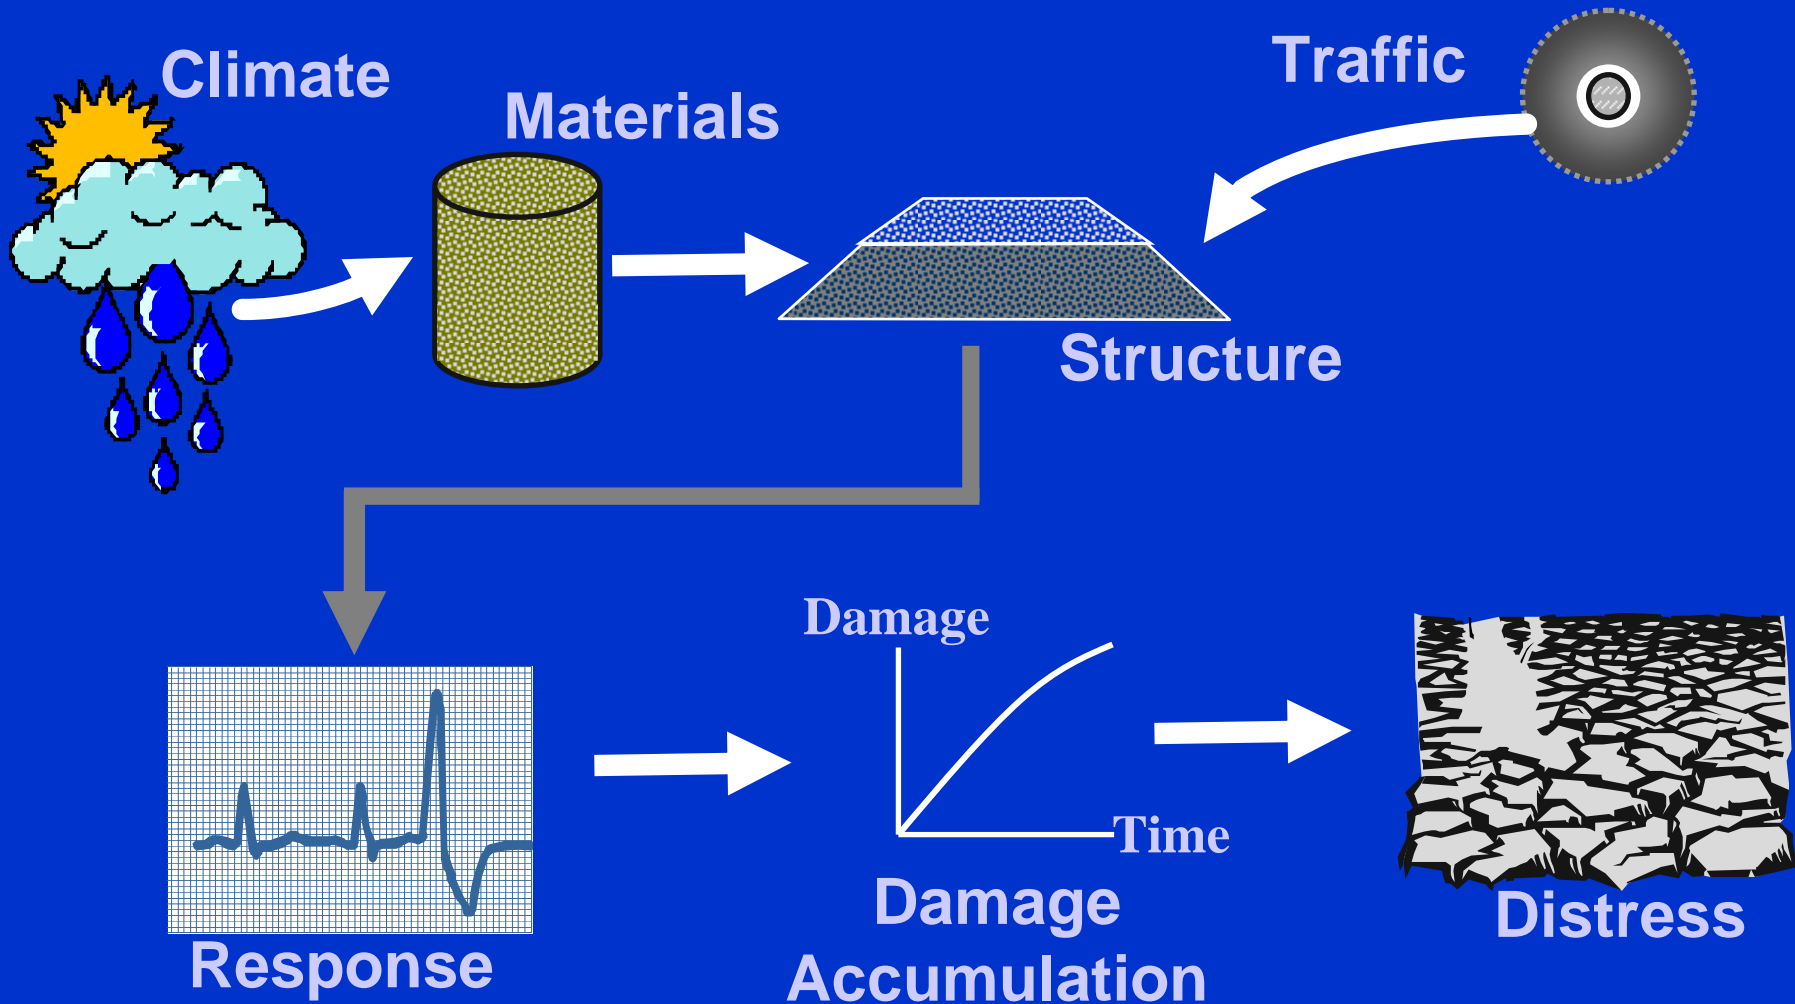 Climate
Materials
Traffic
Structure
Damage
Time
Response
Damage
Accumulation
Distress